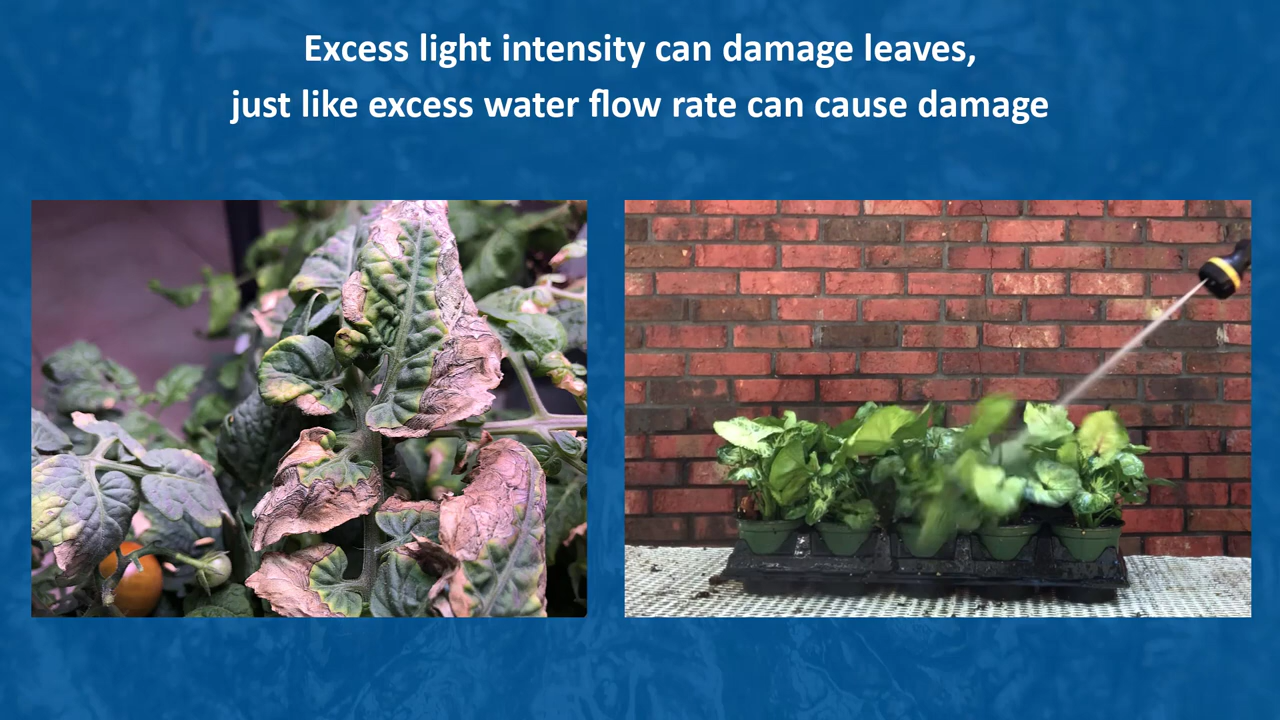 Excess light intensity can damage leaves,
just like excess water flow rate can cause damage